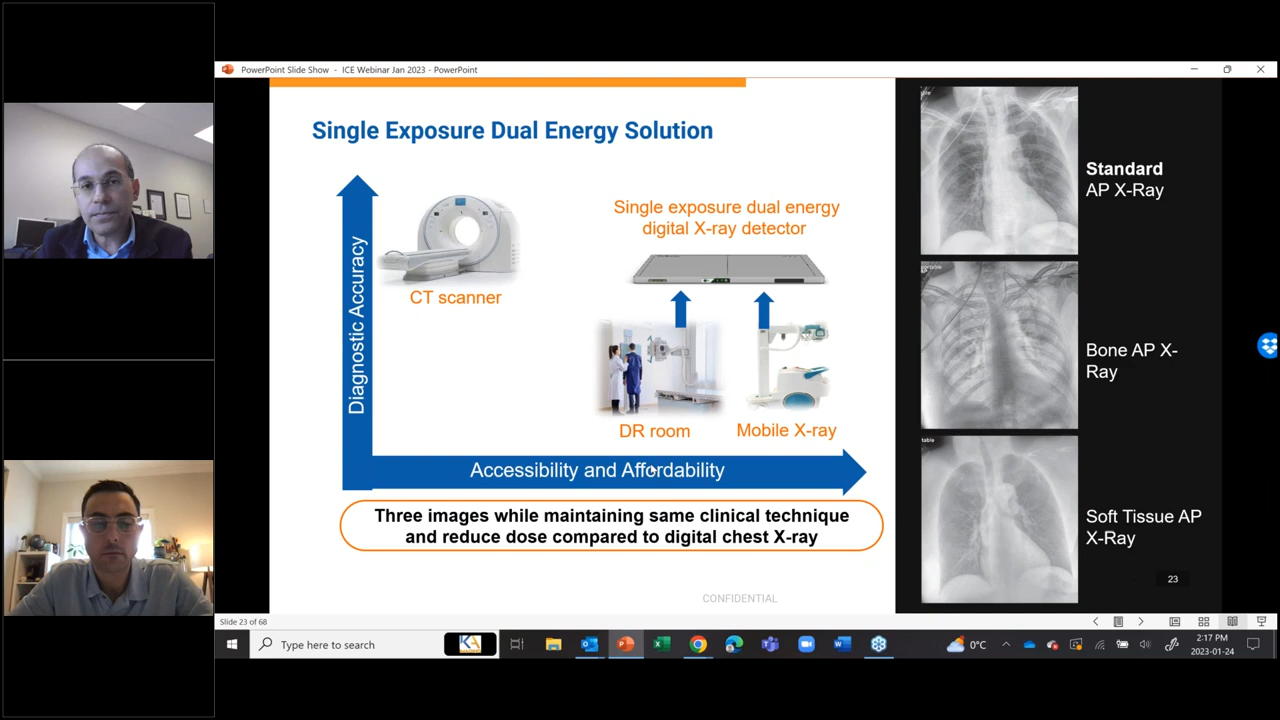 PowerPoint Slide Show - ICE Webinar Jan 2023 - PowerPoint
Single Exposure Dual Energy Solution
Diagnostic Accuracy
CT scanner
Single exposure dual energy
digital X-ray detector
DR room
Mobile X-ray
Accessibility and Affordability
Three images while maintaining same clinical technique
and reduce dose compared to digital chest X-ray
CONFIDENTIAL
Standard
AP X-Ray
Bone AP X-
Ray
Soft Tissue AP
X-Ray
23
Slide 23 of 68
Type here to search
KA
0°C
2:17 PM
2023-01-24